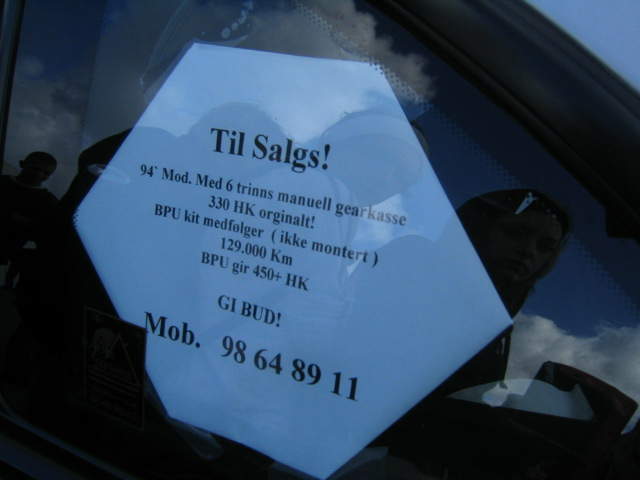 Til Salgs!
94` Mod. Med 6 trinns manuell gearkasse
330 HK orginalt!
BPU kit medfølger ( ikke montert )
129.000 Km
BPU gir 450+ HK
GI BUD!
Mob. 98 64 89 11